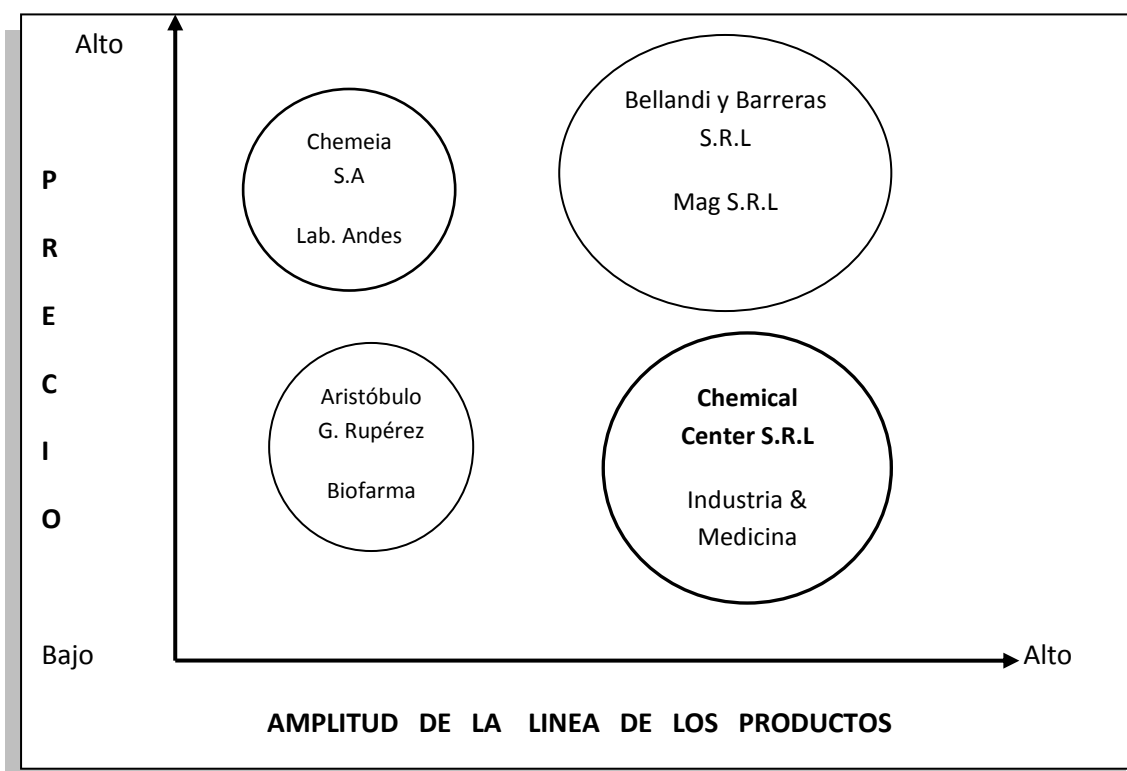 Alto
Bellandi y Barreras
S.R.L
Mag S.R.L
Chemeia
S.A
Lab. Andes
P
R
E
C
I
O
Aristóbulo
G. Rupérez
Biofarma
Chemical
Center S.R.L
Industria &
Medicina
Bajo
Alto
AMPLITUD DE LA LINEA DE LOS PRODUCTOS